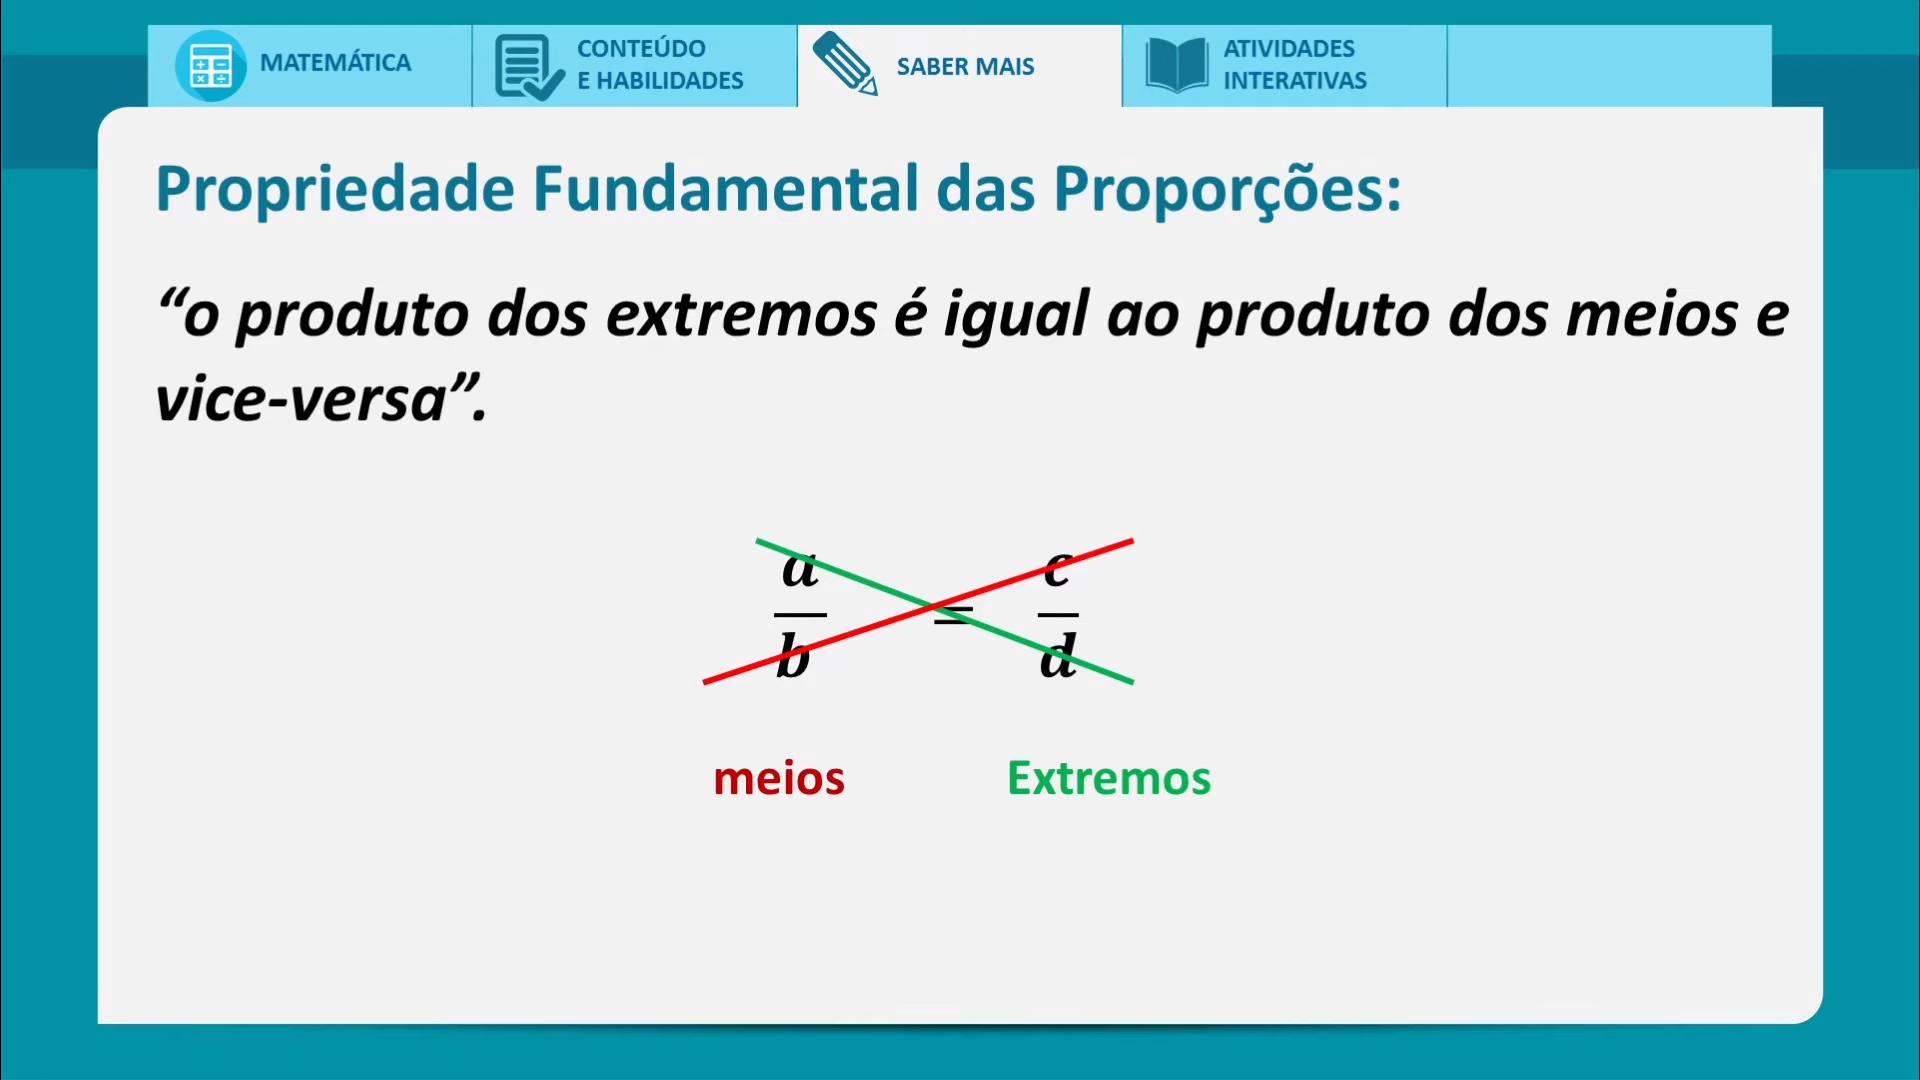 MATEMÁTICA
CONTEÚDO
E HABILIDADES
SABER MAIS
ATIVIDADES
INTERATIVAS
Propriedade Fundamental das Proporções:
“o produto dos extremos é igual ao produto dos meios e
vice-versa”.
a/b = c/d
meios Extremos